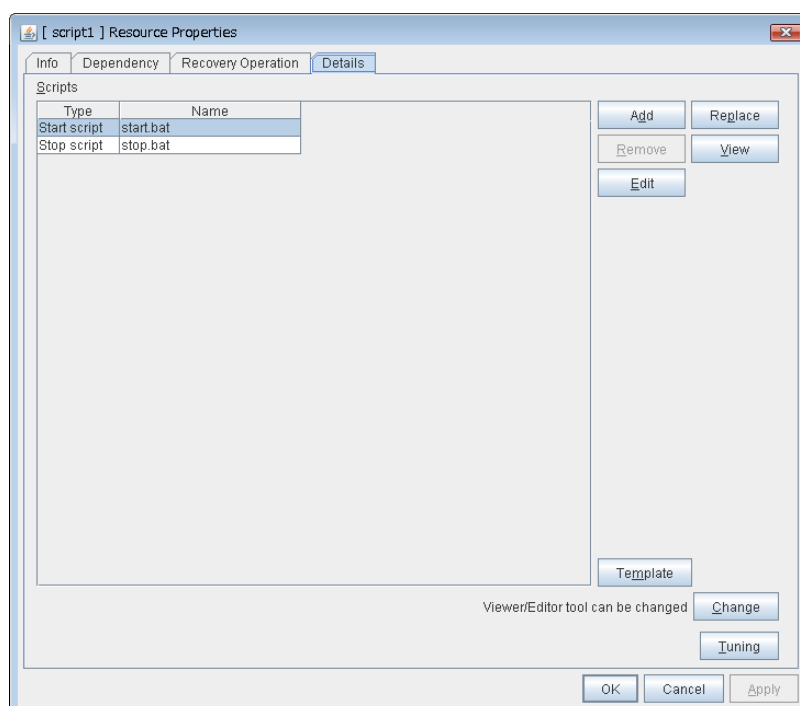 [ script1 ] Resource Properties
Info Dependency Recovery Operation Details
Scripts
Type Name
Start script start.bat
Stop script stop.bat
Add Replace
Remove View
Edit
Template
Viewer/Editor tool can be changed Change
Tuning
OK Cancel Apply